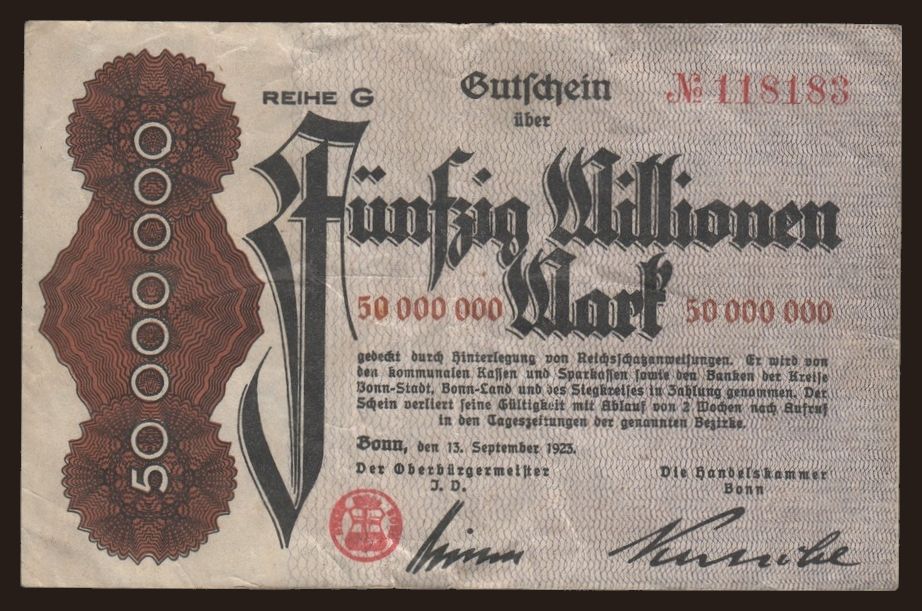 REIHE G
Gutschein
№ 118183
über
Fünfzig Millionen
Mark
50 000 000
50 000 000
50 000 000
gedeckt durch Hinterlegung von Reichsschatzanweisungen. Er wird von
den kommunalen Kassen und Sparkassen sowie den Banken der Kreise
Bonn-Stadt, Bonn-Land und des Siegkreises in Zahlung genommen. Der
Schein verliert seine Gültigkeit mit Ablauf von 2 Wochen nach Aufruf
in den Tageszeitungen der genannten Bezirke.
Bonn, den 13. September 1923.
Der Oberbürgermeister
J. V.
Die Handelskammer
Bonn